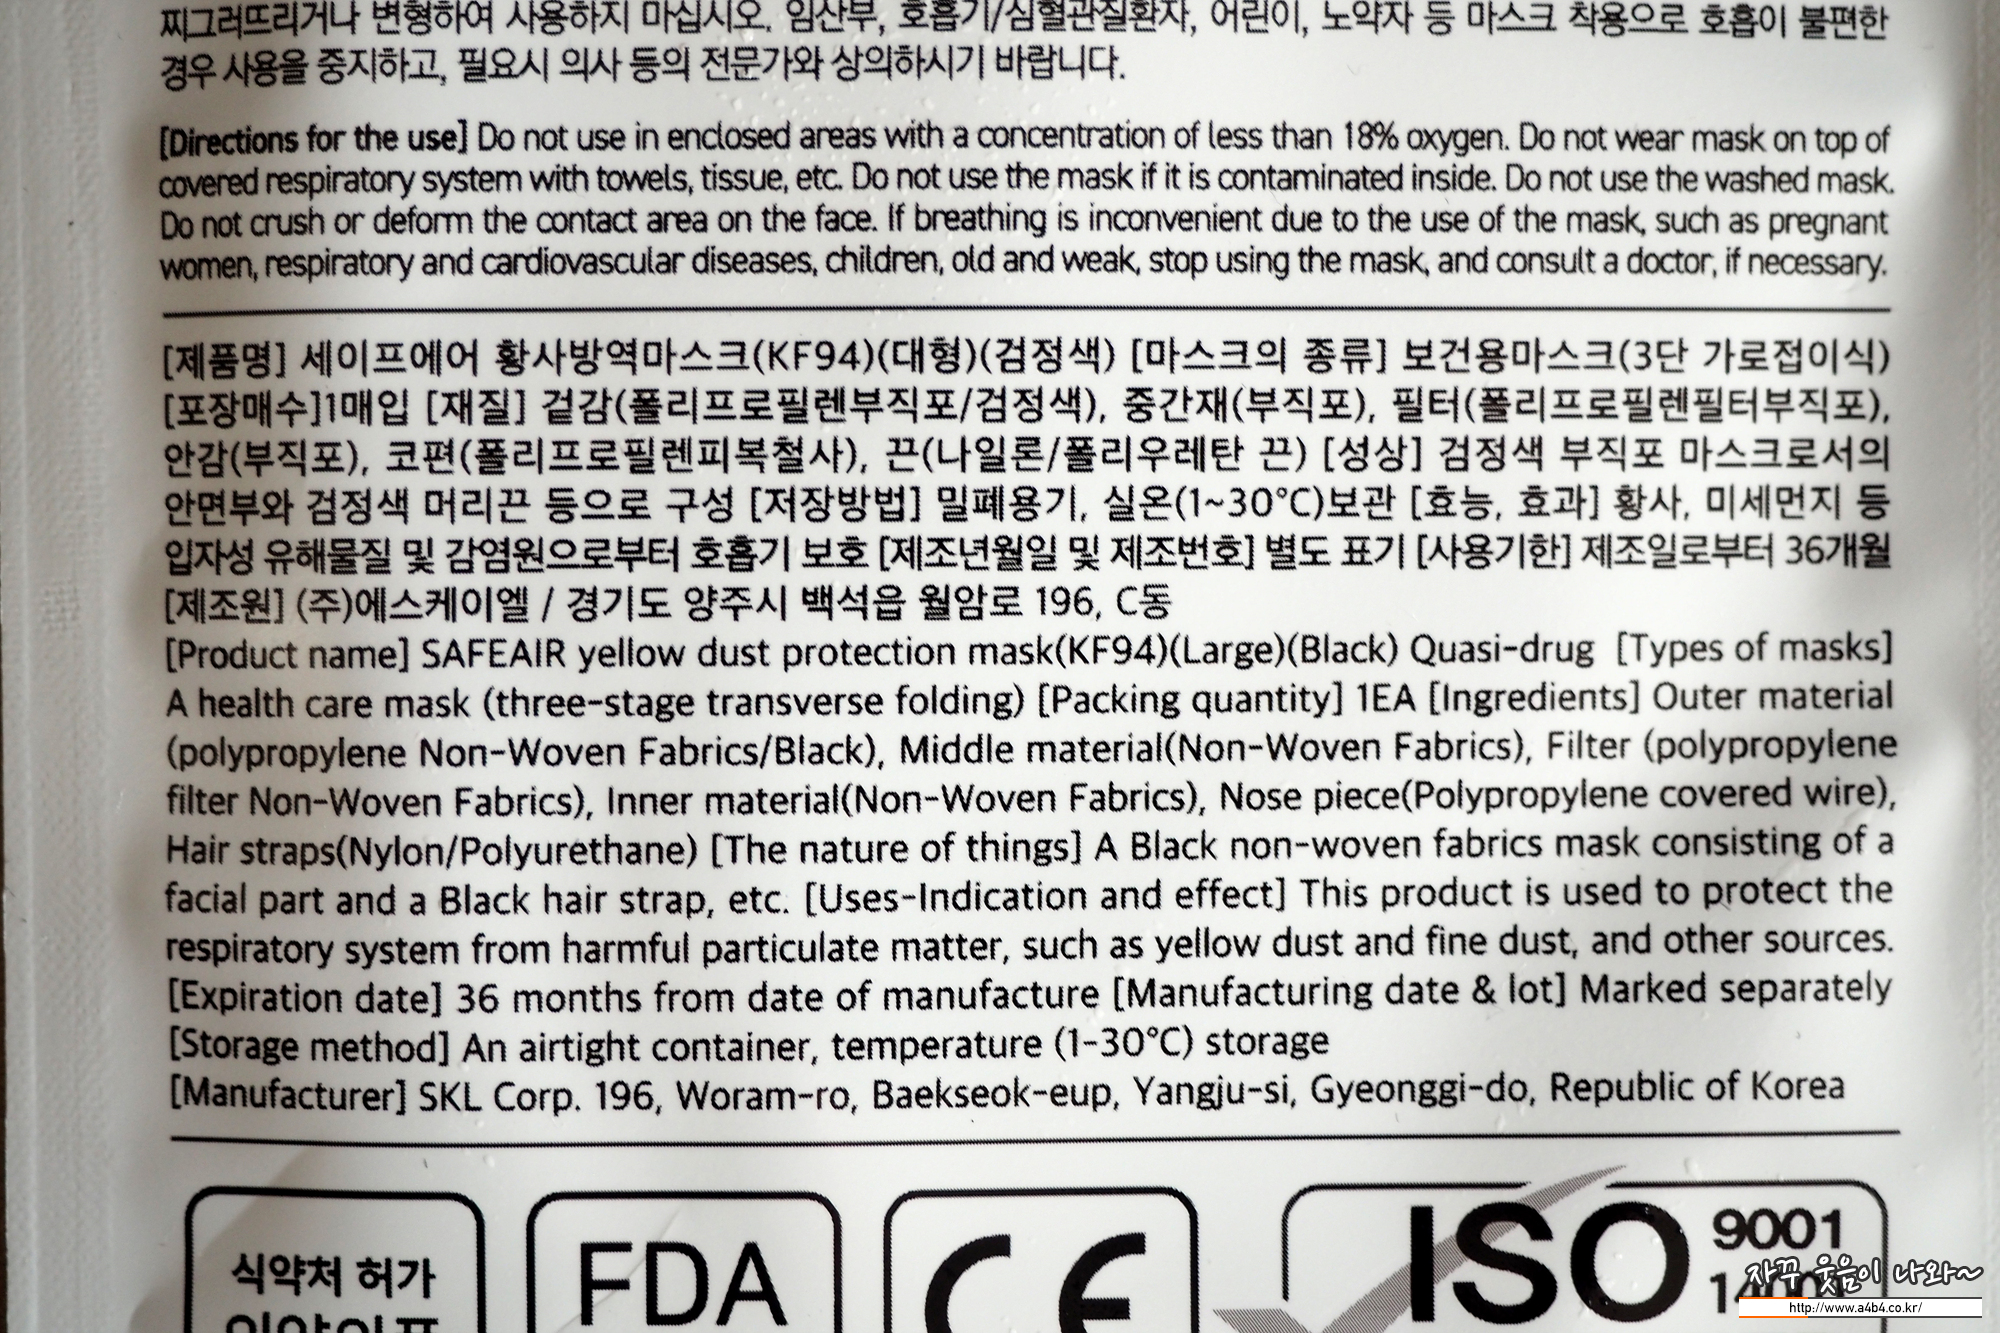 찌그러뜨리거나 변형하여 사용하지 마십시오. 임산부, 호흡기/심혈관질환자, 어린이, 노약자 등 마스크 착용으로 호흡이 불편한
경우 사용을 중지하고, 필요시 의사 등의 전문가와 상의하시기 바랍니다.
[Directions for the use] Do not use in enclosed areas with a concentration of less than 18% oxygen. Do not wear mask on top of
covered respiratory system with towels, tissue, etc. Do not use the mask if it is contaminated inside. Do not use the washed mask.
Do not crush or deform the contact area on the face. If breathing is inconvenient due to the use of the mask, such as pregnant
women, respiratory and cardiovascular diseases, children, old and weak, stop using the mask, and consult a doctor, if necessary.
[제품명] 세이프에어 황사방역마스크(KF94)(대형)(검정색) [마스크의 종류] 보건용마스크(3단 가로접이식)
[포장매수]1매입 [재질] 겉감(폴리프로필렌부직포/검정색), 중간재(부직포), 필터(폴리프로필렌필터부직포),
안감(부직포), 코편(폴리프로필렌피복철사), 끈(나일론/폴리우레탄 끈) [성상] 검정색 부직포 마스크로서의
안면부와 검정색 머리끈 등으로 구성 [저장방법] 밀폐용기, 실온(1~30℃)보관 [효능, 효과] 황사, 미세먼지 등
입자성 유해물질 및 감염원으로부터 호흡기 보호 [제조년월일 및 제조번호] 별도 표기 [사용기한] 제조일로부터 36개월
[제조원] (주)에스케이엘 / 경기도 양주시 백석읍 월암로 196, C동
[Product name] SAFEAIR yellow dust protection mask(KF94)(Large)(Black) Quasi-drug [Types of masks]
A health care mask (three-stage transverse folding) [Packing quantity] 1EA [Ingredients] Outer material
(polypropylene Non-Woven Fabrics/Black), Middle material(Non-Woven Fabrics), Filter (polypropylene
filter Non-Woven Fabrics), Inner material(Non-Woven Fabrics), Nose piece(Polypropylene covered wire),
Hair straps(Nylon/Polyurethane) [The nature of things] A Black non-woven fabrics mask consisting of a
facial part and a Black hair strap, etc. [Uses-Indication and effect] This product is used to protect the
respiratory system from harmful particulate matter, such as yellow dust and fine dust, and other sources.
[Expiration date] 36 months from date of manufacture [Manufacturing date & lot] Marked separately
[Storage method] An airtight container, temperature (1-30℃) storage
[Manufacturer] SKL Corp. 196, Woram-ro, Baekseok-eup, Yangju-si, Gyeonggi-do, Republic of Korea
식약처 허가
FDA
CE
ISO 9001
자꾸 웃음이 나와~
http://www.a4b4.co.kr/